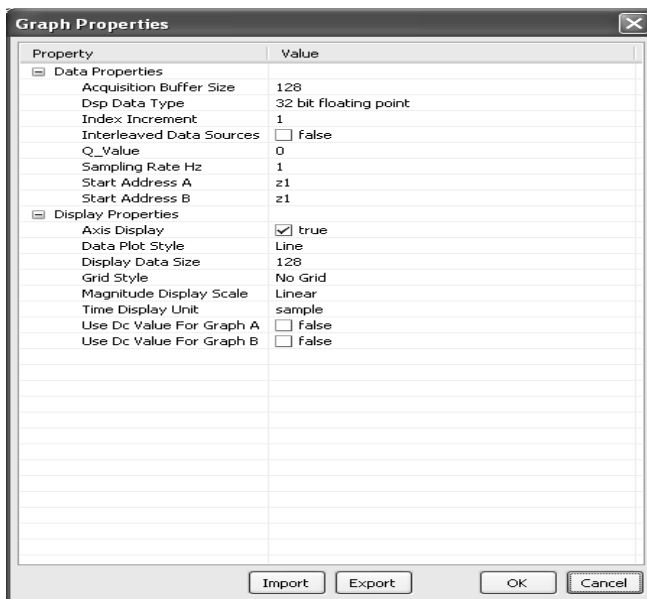 Graph Properties
Property Value
Data Properties
Acquisition Buffer Size 128
Dsp Data Type 32 bit floating point
Index Increment 1
Interleaved Data Sources false
Q_Value 0
Sampling Rate Hz 1
Start Address A z1
Start Address B z1
Display Properties
Axis Display true
Data Plot Style Line
Display Data Size 128
Grid Style No Grid
Magnitude Display Scale Linear
Time Display Unit sample
Use Dc Value For Graph A false
Use Dc Value For Graph B false
Import Export OK Cancel